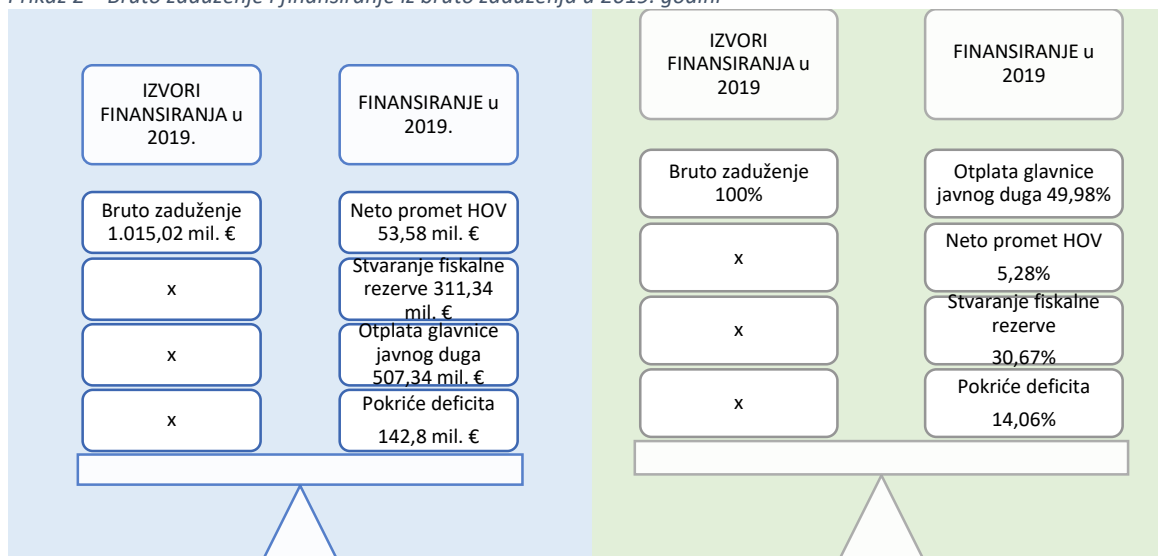 Prikaz 2 – Bruto zaduženje i finansiranje iz bruto zaduženja u 2019. godini
IZVORI
FINANSIRANJA u
2019.
FINANSIRANJE u
2019.
Bruto zaduženje
1.015,02 mil. €
Neto promet HOV
53,58 mil. €
x
Stvaranje fiskalne
rezerve 311,34
mil. €
x
Otplata glavnice
javnog duga
507,34 mil. €
x
Pokriće deficita
142,8 mil. €
IZVORI
FINANSIRANJA u
2019
FINANSIRANJE u
2019
Bruto zaduženje
100%
Otplata glavnice
javnog duga 49,98%
x
Neto promet HOV
5,28%
x
Stvaranje fiskalne
rezerve
30,67%
x
Pokriće deficita
14,06%